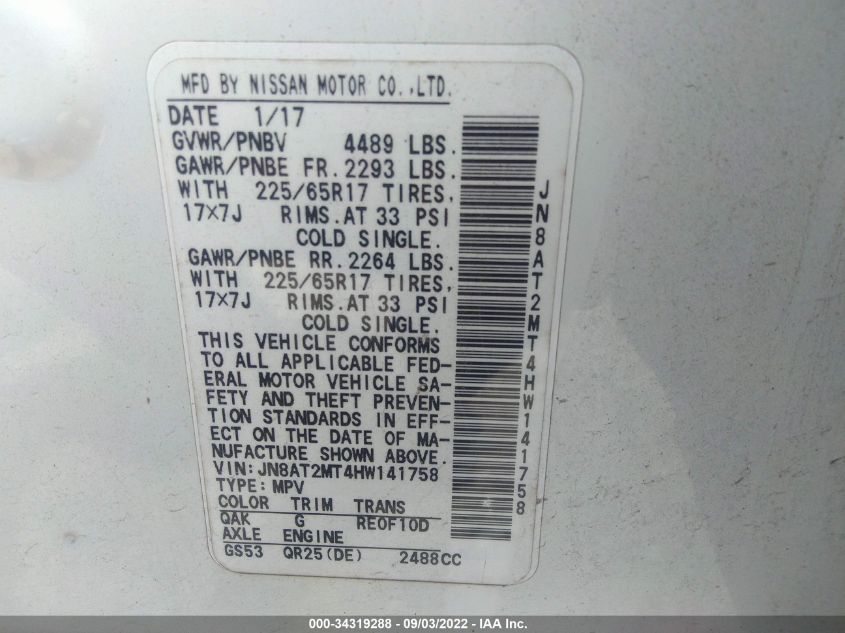 MFD BY NISSAN MOTOR CO.,LTD.
DATE 1/17
GVWR/PNBV 4489 LBS.
GAWR/PNBE FR. 2293 LBS.
WITH 225/65R17 TIRES,
17×7J RIMS. AT 33 PSI
COLD SINGLE.
GAWR/PNBE RR. 2264 LBS.
WITH 225/65R17 TIRES,
17×7J RIMS. AT 33 PSI
COLD SINGLE.
THIS VEHICLE CONFORMS
TO ALL APPLICABLE FED-
ERAL MOTOR VEHICLE SA-
FETY AND THEFT PREVEN-
TION STANDARDS IN EFF-
ECT ON THE DATE OF MA-
NUFACTURE SHOWN ABOVE.
VIN: JN8AT2MT4HW141758
TYPE: MPV
COLOR TRIM TRANS
QAK G RE0F10D
AXLE ENGINE
GS53 QR25(DE) 2488CC
JN8AT2MT4HW141758
000-34319288 - 09/03/2022 - IAA Inc.